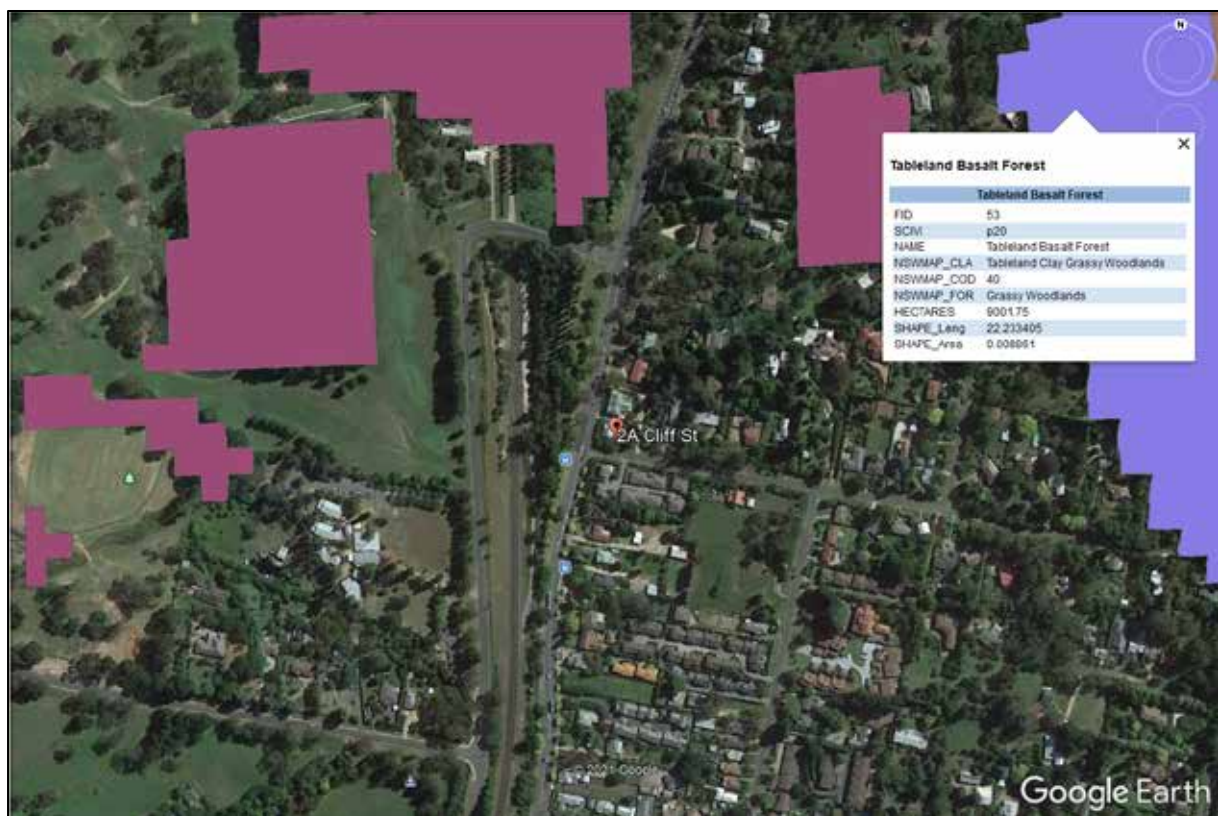 N
Tableland Basalt Forest
Tableland Basalt Forest
FID 53
SCIVI p20
NAME Tableland Basalt Forest
NSWMAP_CLA Tableland Clay Grassy Woodlands
NSWMAP_COD 40
NSWMAP_FOR Grassy Woodlands
HECTARES 9001.75
SHAPE_Leng 22.233405
SHAPE_Area 0.008861
2A Cliff St
© 2021 Google
Google Earth